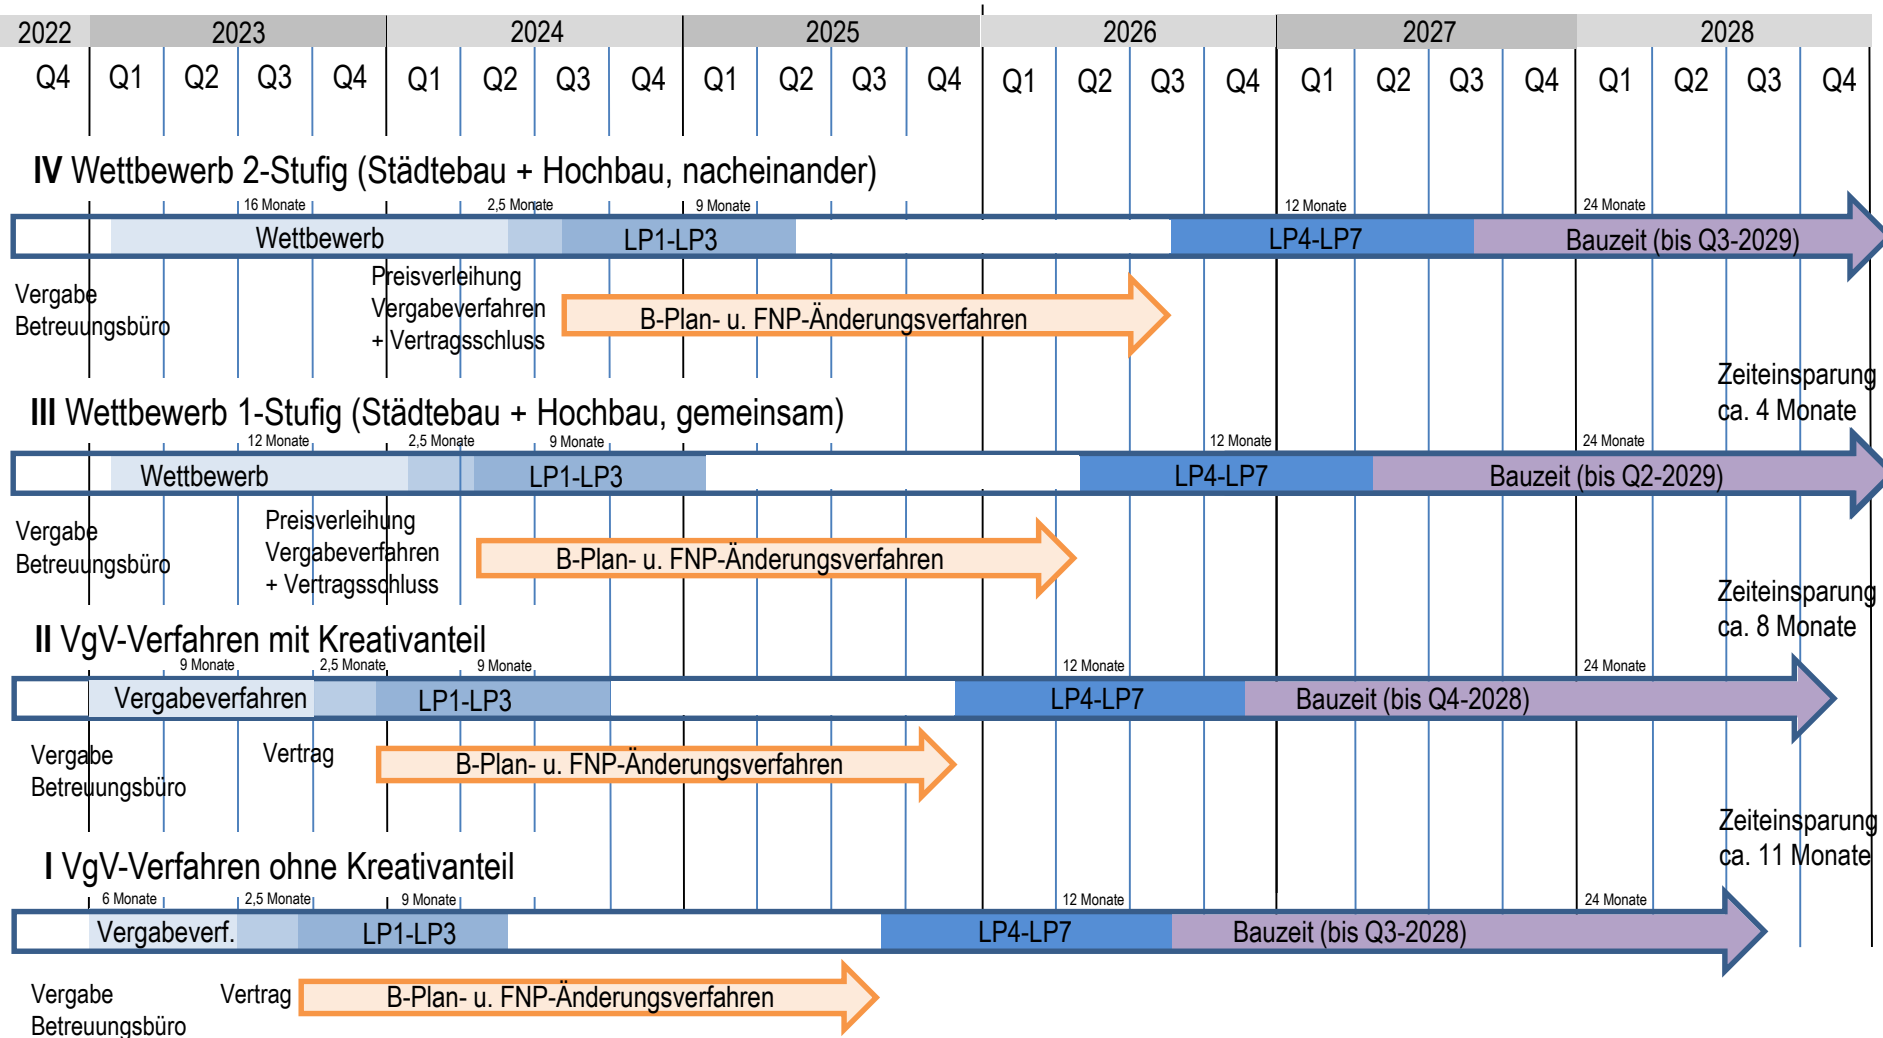 2022 2023 2024 2025 2026 2027 2028
Q4 Q1 Q2 Q3 Q4 Q1 Q2 Q3 Q4 Q1 Q2 Q3 Q4 Q1 Q2 Q3 Q4 Q1 Q2 Q3 Q4 Q1 Q2 Q3 Q4
IV Wettbewerb 2-Stufig (Städtebau + Hochbau, nacheinander)
16 Monate 2,5 Monate 9 Monate 12 Monate 24 Monate
Wettbewerb LP1-LP3 LP4-LP7 Bauzeit (bis Q3-2029)
Vergabe
Betreuungsbüro
Preisverleihung
Vergabeverfahren
+ Vertragsschluss
B-Plan- u. FNP-Änderungsverfahren
Zeiteinsparung
ca. 4 Monate
III Wettbewerb 1-Stufig (Städtebau + Hochbau, gemeinsam)
12 Monate 2,5 Monate 9 Monate 12 Monate 24 Monate
Wettbewerb LP1-LP3 LP4-LP7 Bauzeit (bis Q2-2029)
Vergabe
Betreuungsbüro
Preisverleihung
Vergabeverfahren
+ Vertragsschluss
B-Plan- u. FNP-Änderungsverfahren
Zeiteinsparung
ca. 8 Monate
II VgV-Verfahren mit Kreativanteil
9 Monate 2,5 Monate 9 Monate 12 Monate 24 Monate
Vergabeverfahren LP1-LP3 LP4-LP7 Bauzeit (bis Q4-2028)
Vergabe
Betreuungsbüro
Vertrag
B-Plan- u. FNP-Änderungsverfahren
Zeiteinsparung
ca. 11 Monate
I VgV-Verfahren ohne Kreativanteil
6 Monate 2,5 Monate 9 Monate 12 Monate 24 Monate
Vergabeverf. LP1-LP3 LP4-LP7 Bauzeit (bis Q3-2028)
Vergabe
Betreuungsbüro
Vertrag
B-Plan- u. FNP-Änderungsverfahren